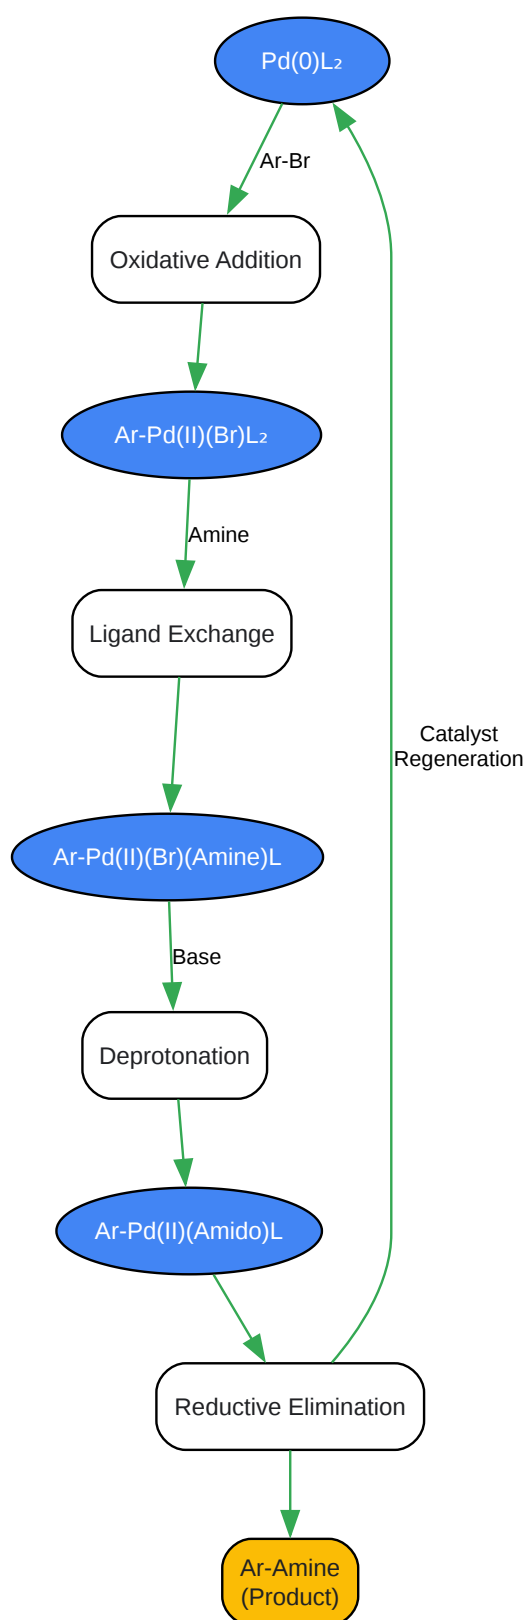 Pd(0)L₂
Ar-Br
Oxidative Addition
Ar-Pd(II)(Br)L₂
Amine
Ligand Exchange
Catalyst
Regeneration
Ar-Pd(II)(Br)(Amine)L
Base
Deprotonation
Ar-Pd(II)(Amido)L
Reductive Elimination
Ar-Amine
(Product)